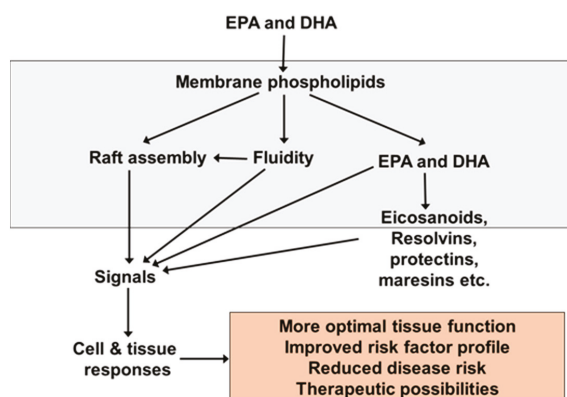 EPA and DHA
Membrane phospholipids
Raft assembly
Fluidity
EPA and DHA
Eicosanoids,
Resolvins,
protectins,
maresins etc.
Signals
Cell & tissue
responses
More optimal tissue function
Improved risk factor profile
Reduced disease risk
Therapeutic possibilities